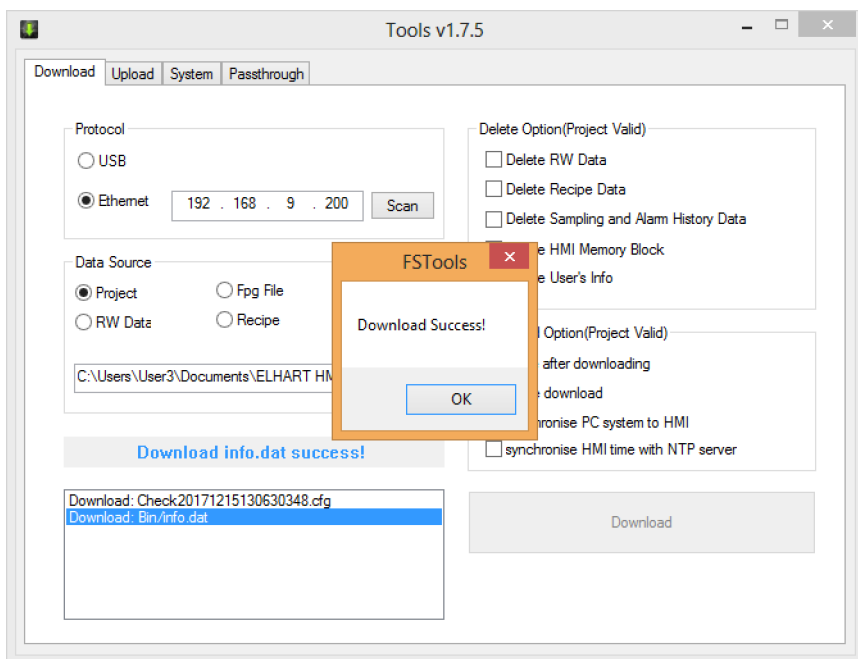 Tools v1.7.5
Download Upload System Passthrough
Protocol
USB
Ethernet 192 . 168 . 9 . 200 Scan
Data Source
Project Fpg File
RW Data Recipe
C:\Users\User3\Documents\ELHART HM
Download info.dat success!
Download: Check20171215130630348.cfg
Download: Bin/info.dat
Delete Option(Project Valid)
Delete RW Data
Delete Recipe Data
Delete Sampling and Alarm History Data
HMI Memory Block
User's Info
Option(Project Valid)
after downloading
download
PC system to HMI
synchronise HMI time with NTP server
Download
FSTools
Download Success!
OK